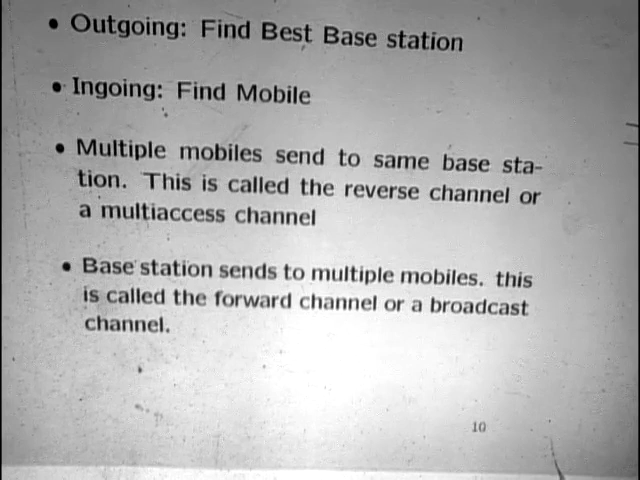 • Outgoing: Find Best Base station
• Ingoing: Find Mobile
• Multiple mobiles send to same base sta-
tion. This is called the reverse channel or
a multiaccess channel
• Base station sends to multiple mobiles. this
is called the forward channel or a broadcast
channel.
10